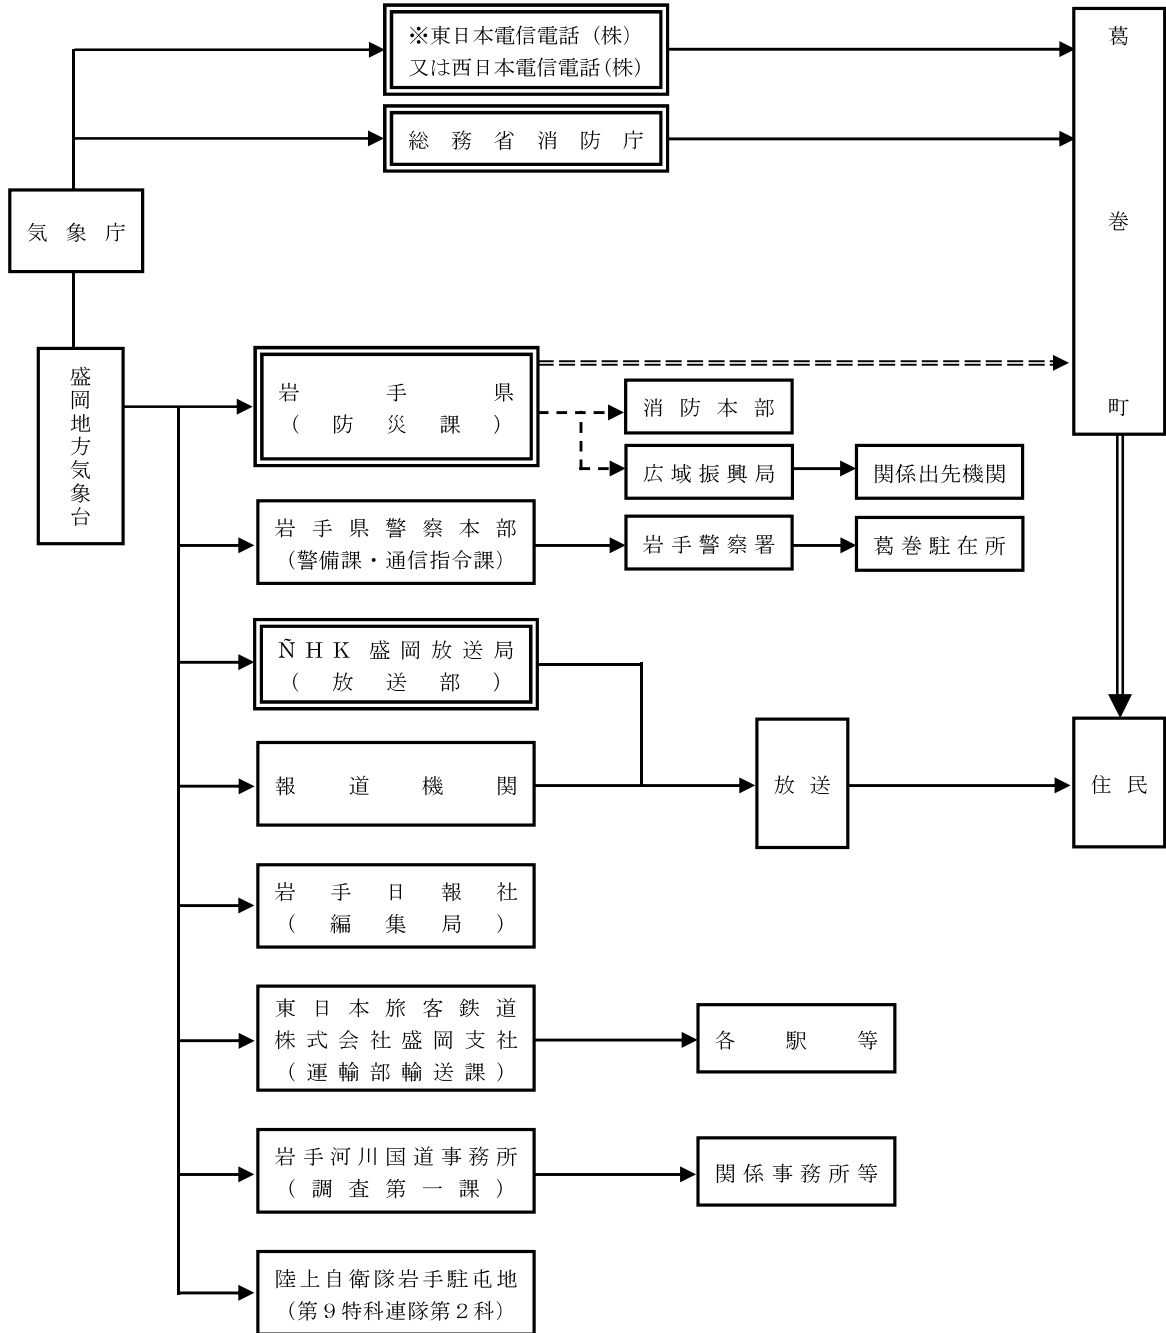 ※東日本電信電話（株）
又は西日本電信電話（株）
総務省消防庁
気象庁
葛巻町
盛岡地方気象台
岩手県
（防災課）
消防本部
広域振興局
関係出先機関
岩手県警察本部
（警備課・通信指令課）
岩手警察署
葛巻駐在所
ÑHK 盛岡放送局
（放送部）
報道機関
放送
住民
岩手日報社
（編集局）
東日本旅客鉄道
株式会社盛岡支社
（運輸部輸送課）
各駅等
岩手河川国道事務所
（調査第一課）
関係事務所等
陸上自衛隊岩手駐屯地
（第９特科連隊第２科）